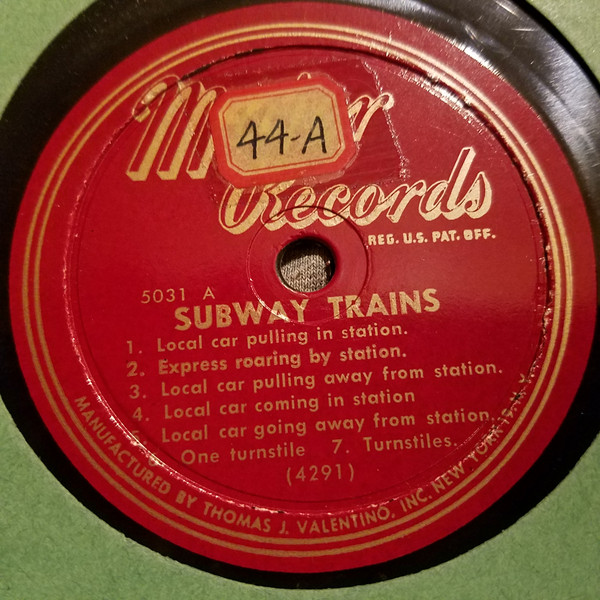 44-A
Records
REG. U.S. PAT. OFF.
5031 A
SUBWAY TRAINS
1. Local car pulling in station.
2. Express roaring by station.
3. Local car pulling away from station.
4. Local car coming in station
Local car going away from station.
One turnstile 7. Turnstiles.
(4291)
MANUFACTURED BY THOMAS J. VALENTINO, INC. NEW YORK